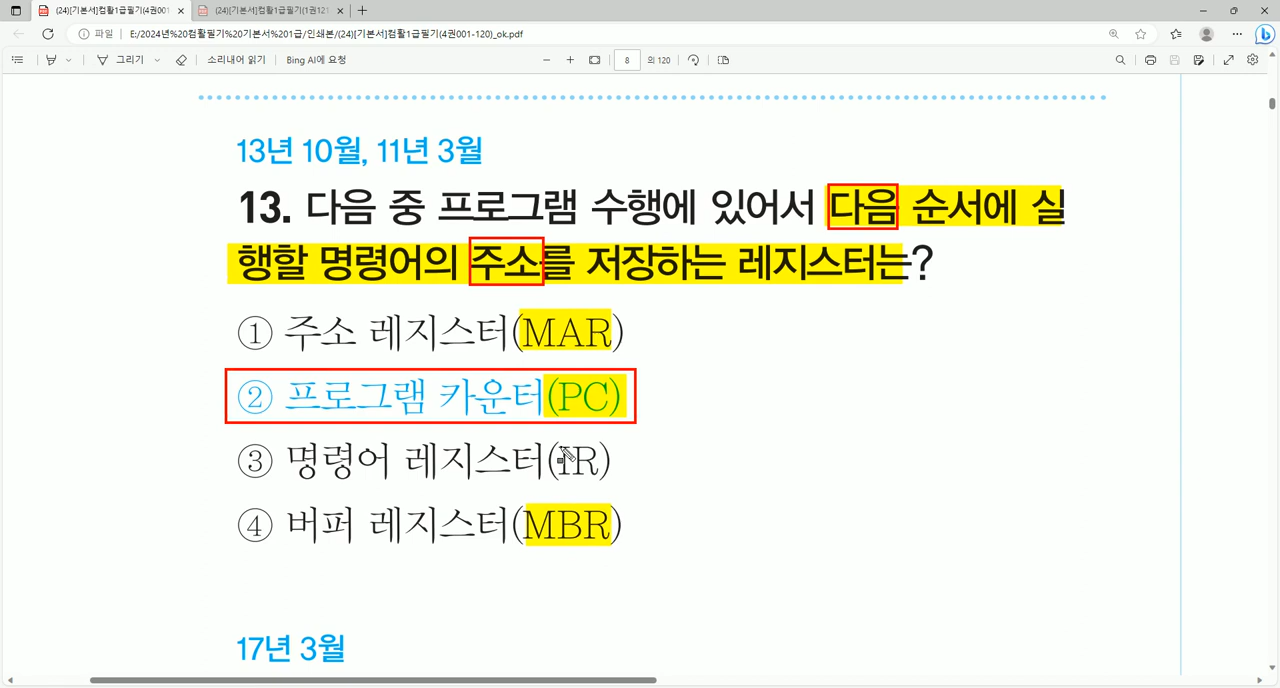 (24)[기본서]컴활1급필기(4권001
(24)[기본서]컴활1급필기(1권121
파일
E:/2024년%20컴활필기%20기본서%201급/인쇄본/(24)[기본서]컴활1급필기(4권001-120)_ok.pdf
그리기
소리내어 읽기
Bing AI에 요청
8
의 120
13년 10월, 11년 3월
13. 다음 중 프로그램 수행에 있어서 다음 순서에 실
행할 명령어의 주소를 저장하는 레지스터는?
① 주소 레지스터(MAR)
② 프로그램 카운터(PC)
③ 명령어 레지스터(IR)
④ 버퍼 레지스터(MBR)
17년 3월